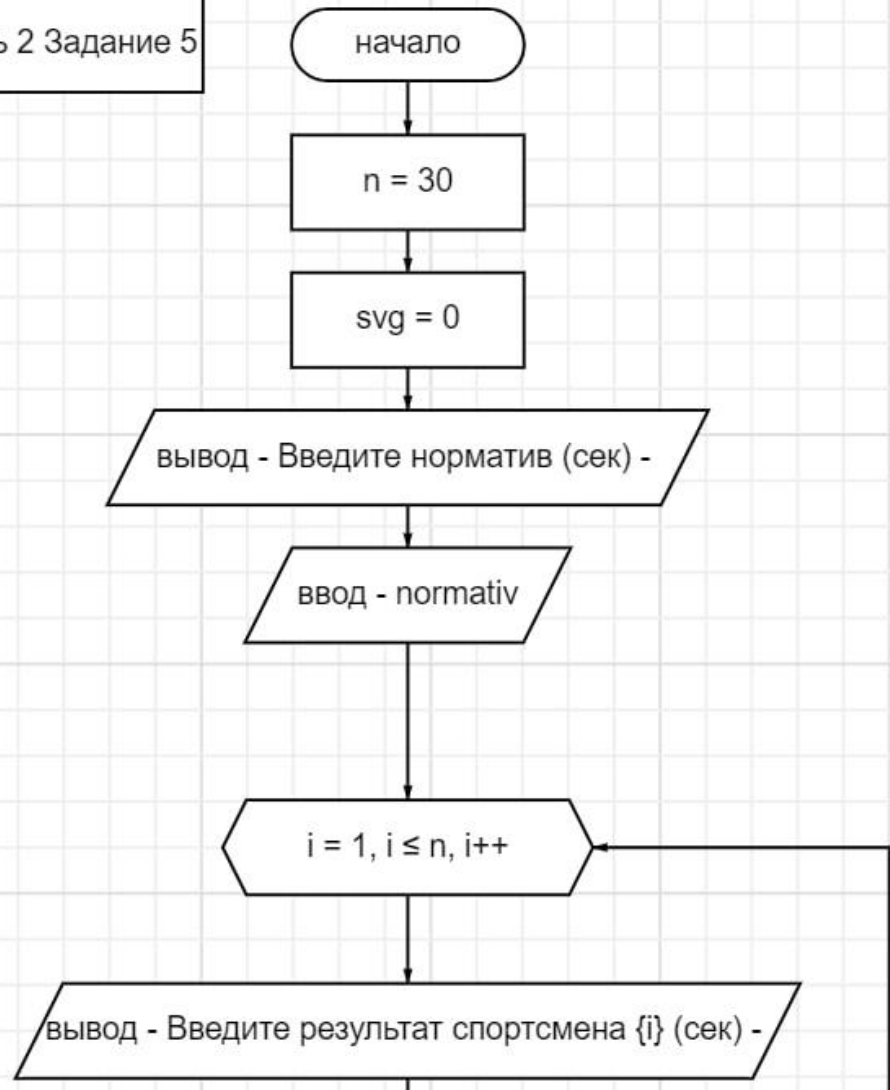 ь 2 Задание 5
начало
n = 30
svg = 0
вывод - Введите норматив (сек) -
ввод - normativ
i = 1, i ≤ n, i++
вывод - Введите результат спортсмена {i} (сек) -